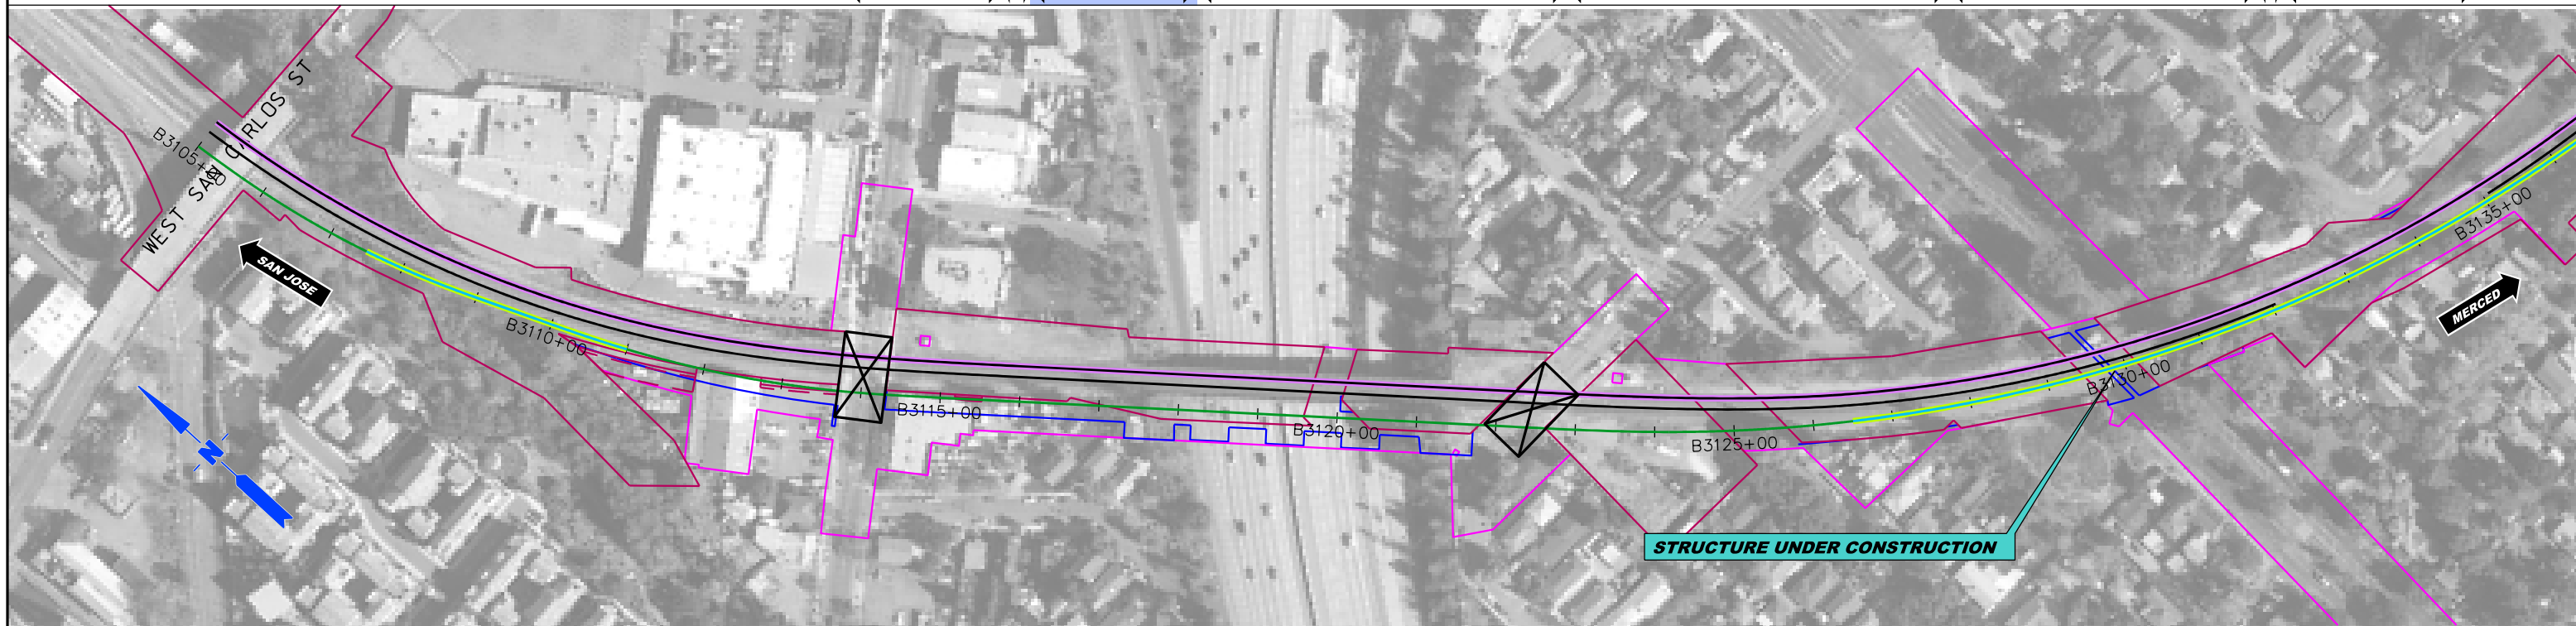 WEST SAN CARLOS ST
B3105+00
SAN JOSE
B3110+00
N
B3115+00
B3120+00
B3125+00
B3130+00
B3135+00
MERCED
STRUCTURE UNDER CONSTRUCTION